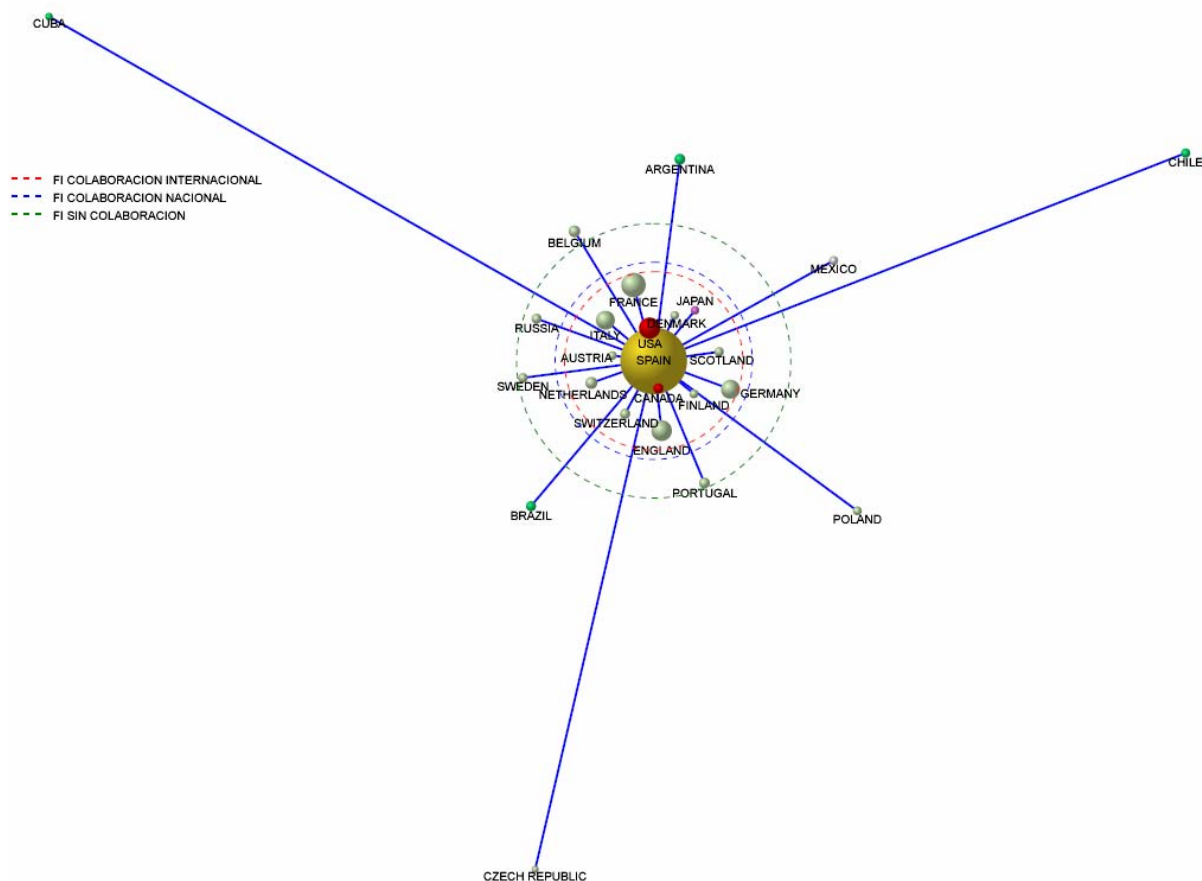 CUBA
ARGENTINA
CHILE
FI COLABORACION INTERNACIONAL
FI COLABORACION NACIONAL
FI SIN COLABORACION
BELGIUM
MEXICO
FRANCE
JAPAN
RUSSIA
DENMARK
ITALY
USA
AUSTRIA
SPAIN
SCOTLAND
SWEDEN
NETHERLANDS
GERMANY
CANADA
FINLAND
SWITZERLAND
ENGLAND
PORTUGAL
BRAZIL
POLAND
CZECH REPUBLIC